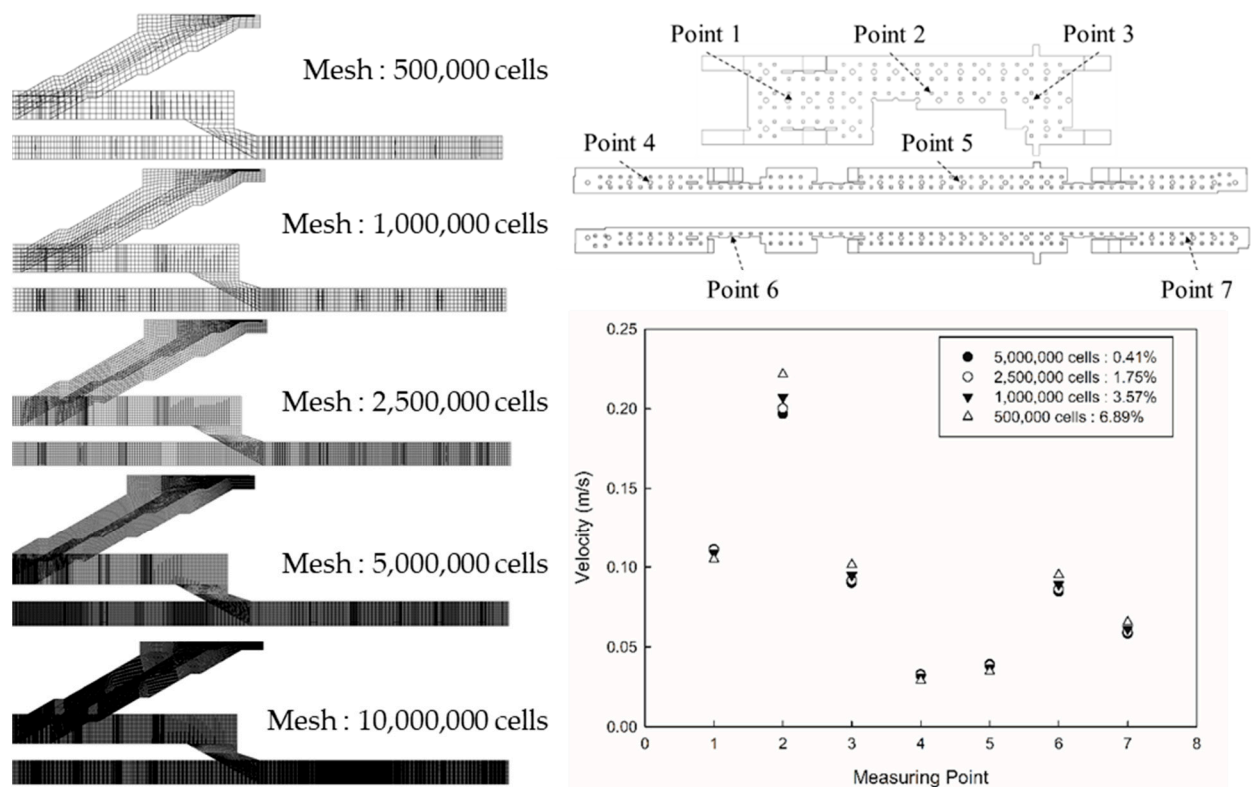 Mesh : 500,000 cells
Mesh : 1,000,000 cells
Mesh : 2,500,000 cells
Mesh : 5,000,000 cells
Mesh : 10,000,000 cells
Point 1
Point 2
Point 3
Point 4
Point 5
Point 6
Point 7
0.25
0.20
0.15
0.10
0.05
0.00
Velocity (m/s)
5,000,000 cells : 0.41%
2,500,000 cells : 1.75%
1,000,000 cells : 3.57%
500,000 cells : 6.89%
0 1 2 3 4 5 6 7 8
Measuring Point